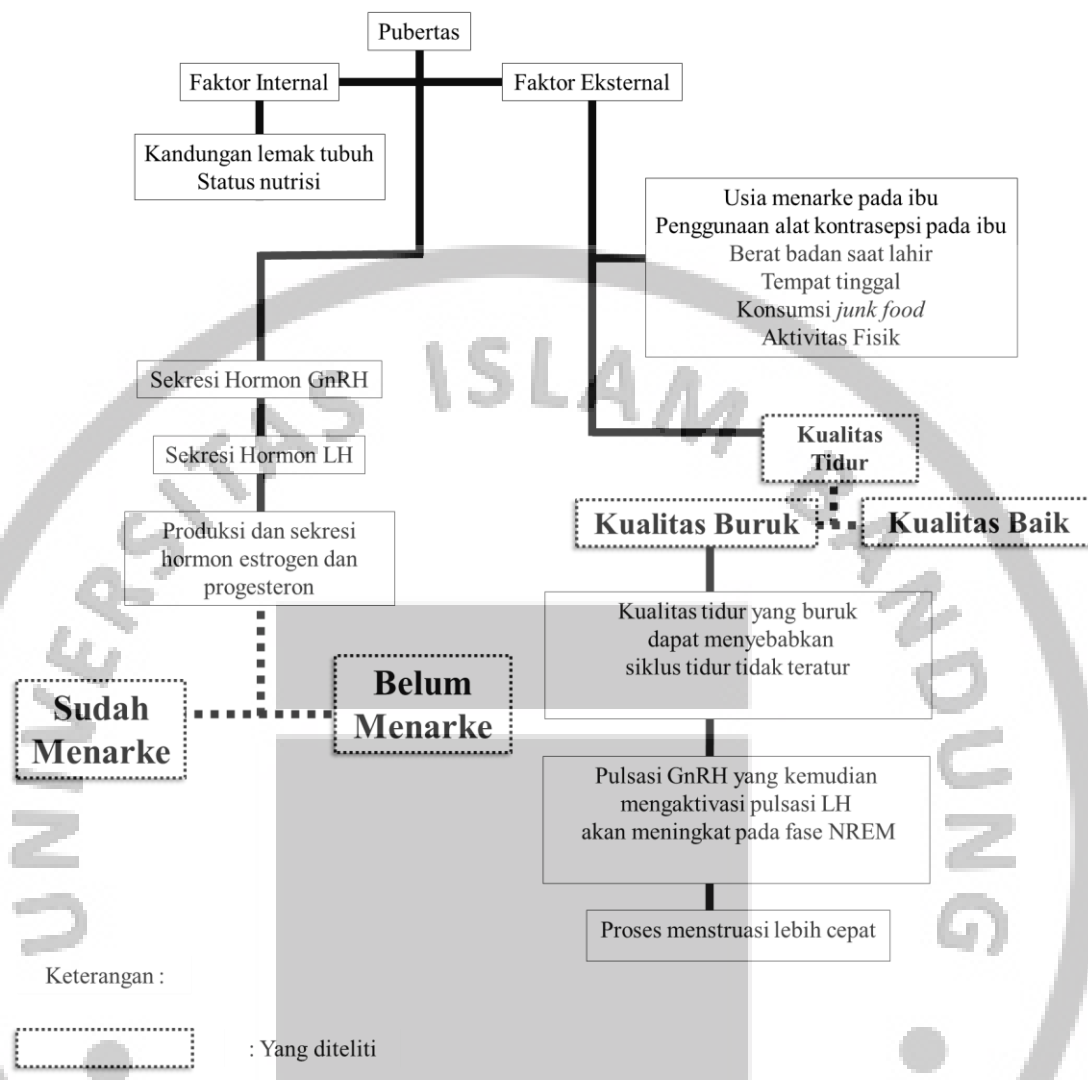 Pubertas
Faktor Internal
Faktor Eksternal
Kandungan lemak tubuh
Status nutrisi
Usia menarke pada ibu
Penggunaan alat kontrasepsi pada ibu
Berat badan saat lahir
Tempat tinggal
Konsumsi junk food
Aktivitas Fisik
Sekresi Hormon GnRH
Sekresi Hormon LH
Produksi dan sekresi
hormon estrogen dan
progesteron
Kualitas
Tidur
Kualitas Buruk
Kualitas Baik
Kualitas tidur yang buruk
dapat menyebabkan
siklus tidur tidak teratur
Sudah
Menarke
Belum
Menarke
Pulsasi GnRH yang kemudian
mengaktivasi pulsasi LH
akan meningkat pada fase NREM
Proses menstruasi lebih cepat
Keterangan :
: Yang diteliti
UNIVERSITAS ISLAM BANDUNG